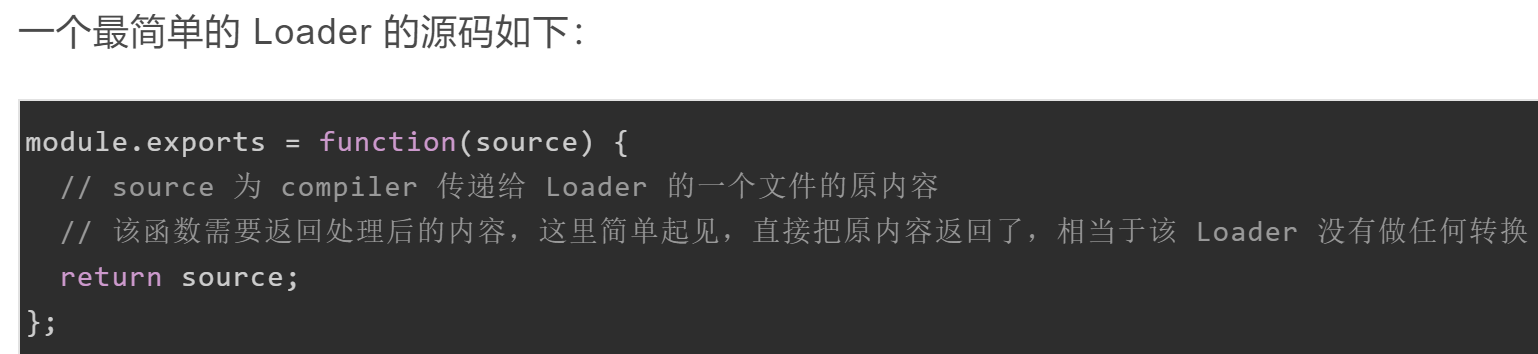 一个最简单的 Loader 的源码如下：
module.exports = function(source) {
  // source 为 compiler 传递给 Loader 的一个文件的原内容
  // 该函数需要返回处理后的内容，这里简单起见，直接把原内容返回了，相当于该 Loader 没有做任何转换
  return source;
};